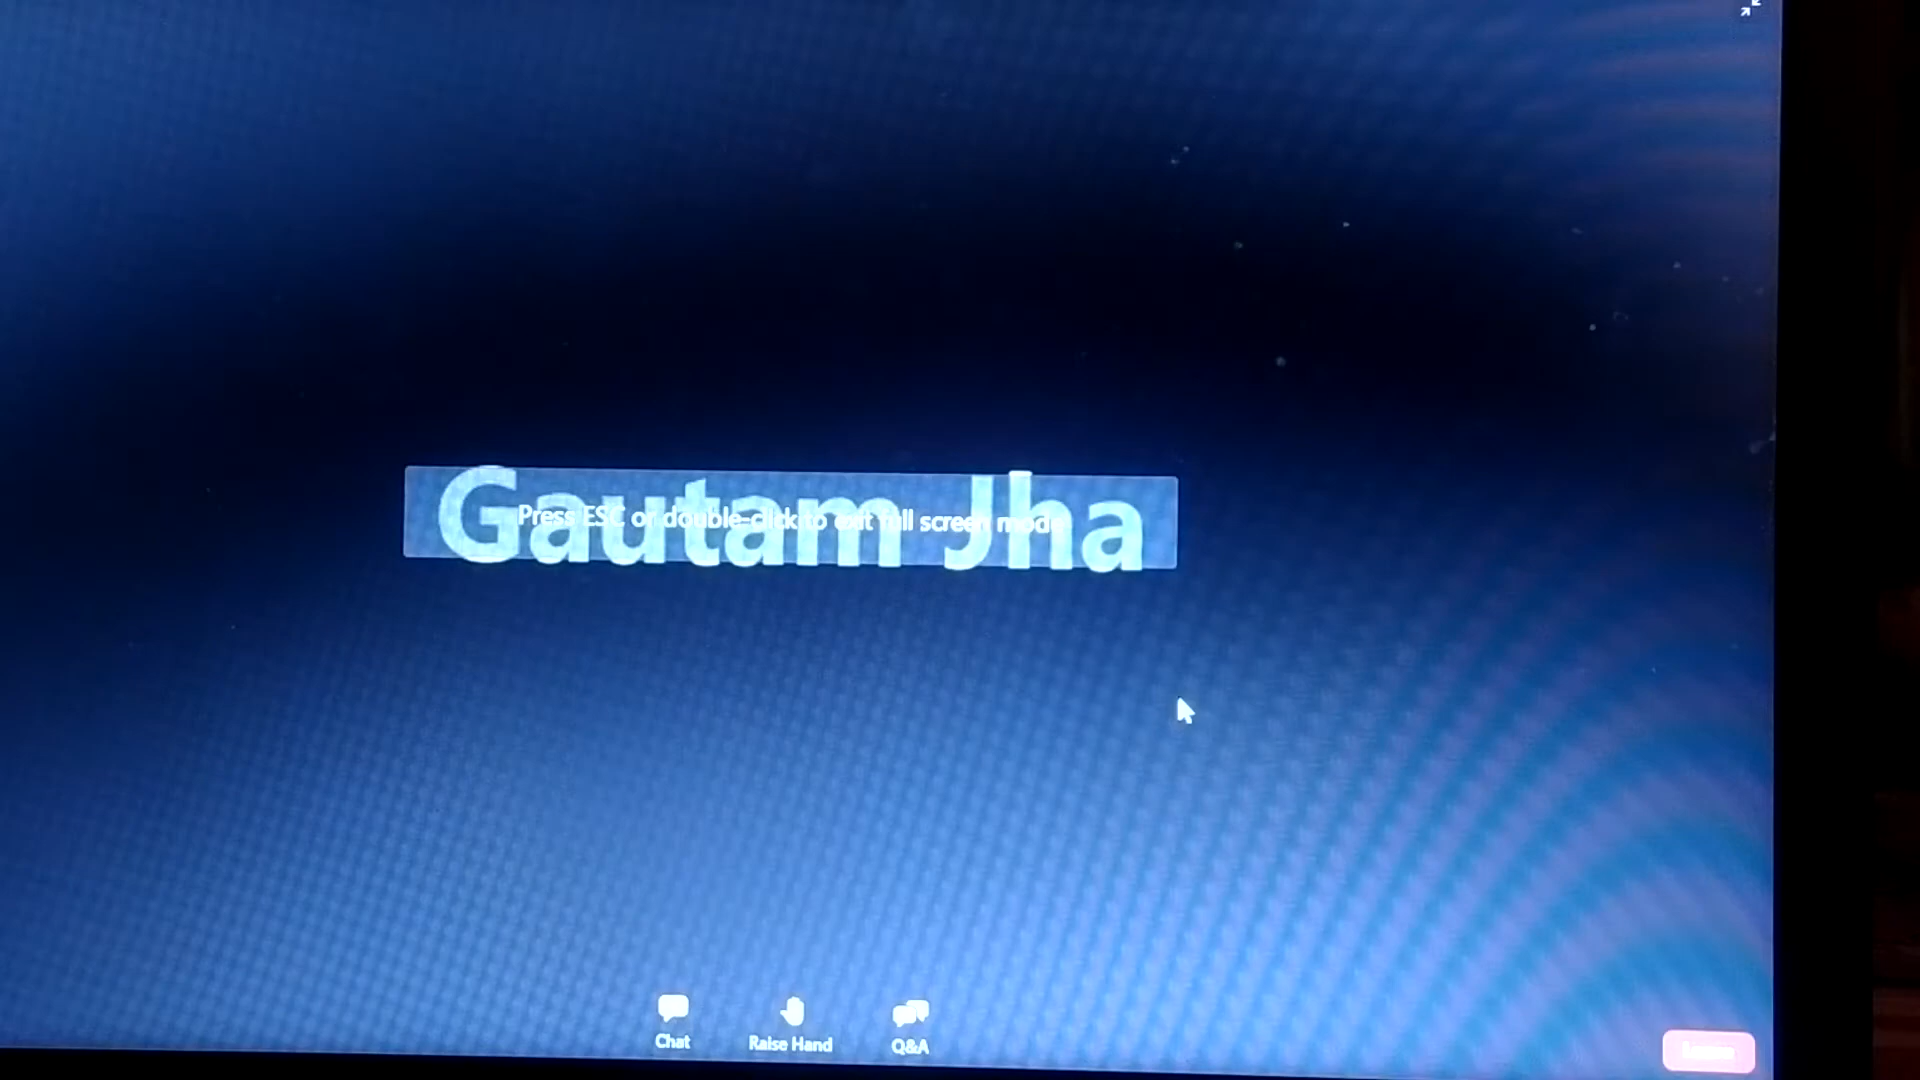 Gautam Jha
Press ESC or double-click to exit full screen mode
Chat
Raise Hand
Q&A